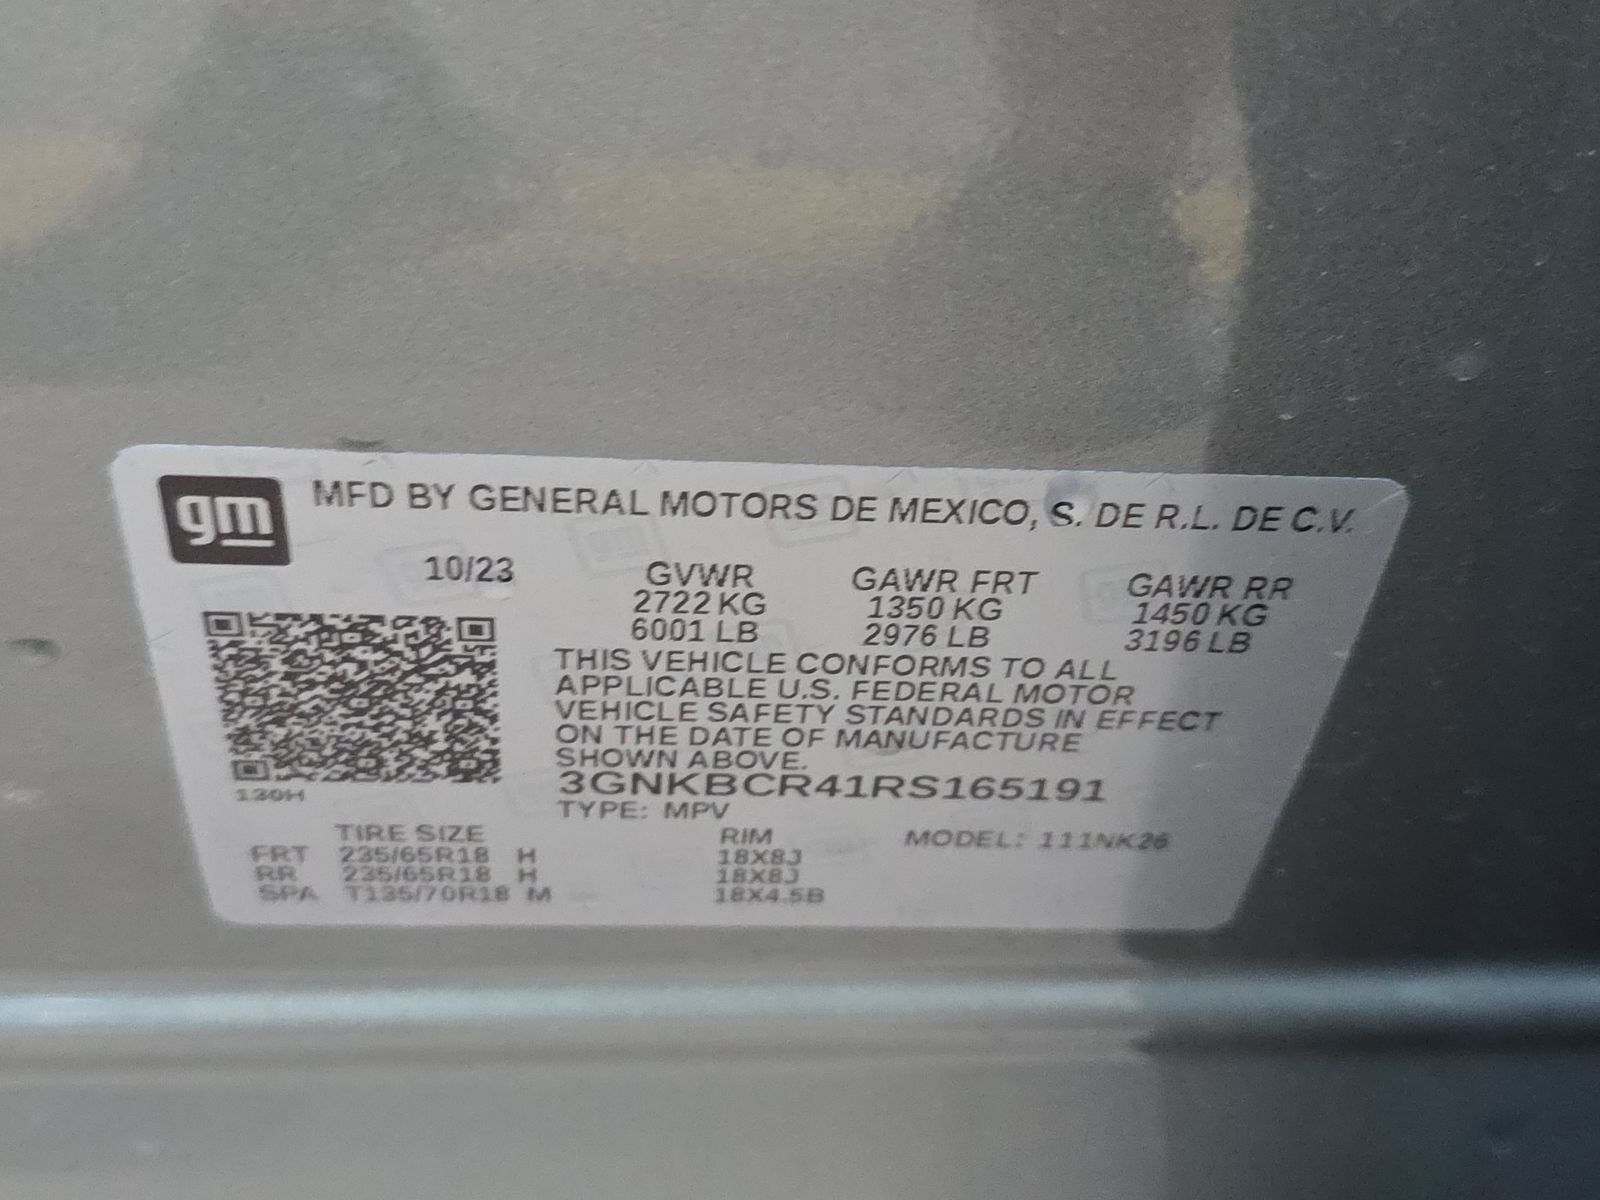 gm MFD BY GENERAL MOTORS DE MEXICO, S. DE R.L. DE C.V.
10/23 GVWR GAWR FRT GAWR RR
2722 KG 1350 KG 1450 KG
6001 LB 2976 LB 3196 LB
THIS VEHICLE CONFORMS TO ALL
APPLICABLE U.S. FEDERAL MOTOR
VEHICLE SAFETY STANDARDS IN EFFECT
ON THE DATE OF MANUFACTURE
SHOWN ABOVE.
3GNKBCR41RS165191
130H
TYPE: MPV
TIRE SIZE RIM MODEL: 111NK26
FRT 235/65R18 H 18X8J
RR 235/65R18 H 18X8J
SPA T135/70R18 M 18X4.5B